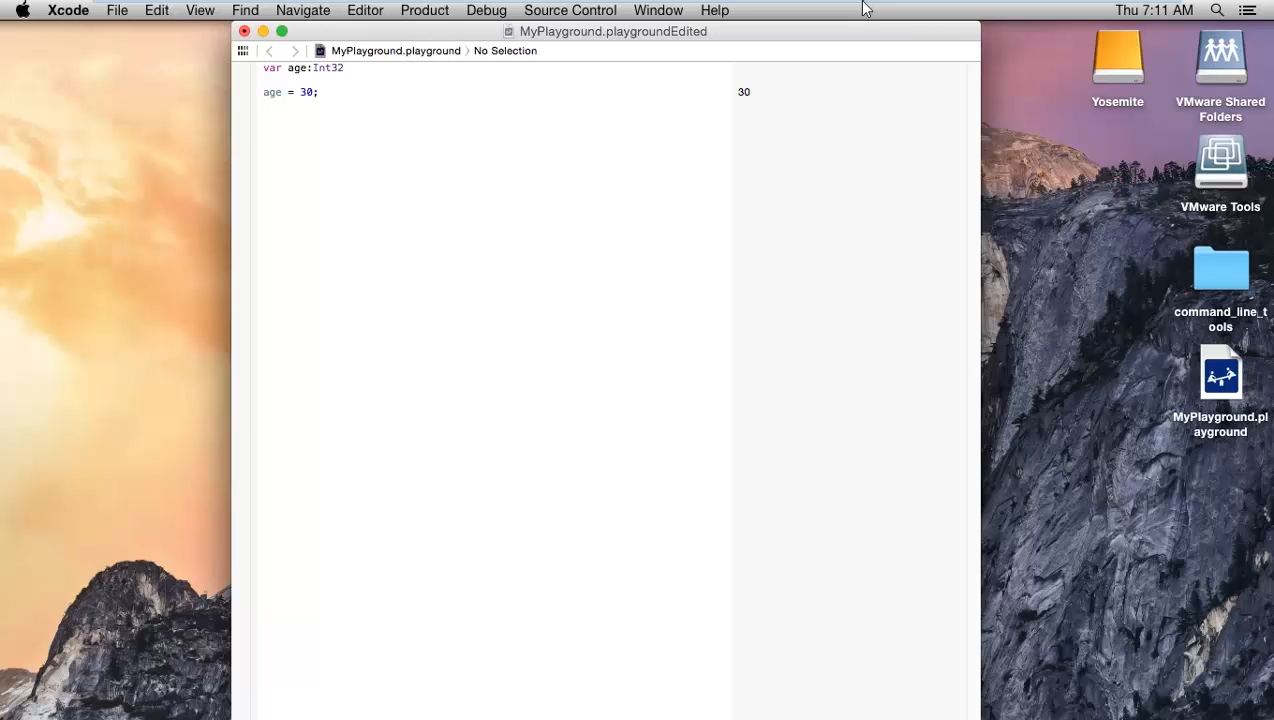 Xcode File Edit View Find Navigate Editor Product Debug Source Control Window Help Thu 7:11 AM
MyPlayground.playgroundEdited
MyPlayground.playground 〉 No Selection
var age:Int32
age = 30;
30
Yosemite
VMware Shared
Folders
VMware Tools
command_line_t
ools
MyPlayground.pl
ayground